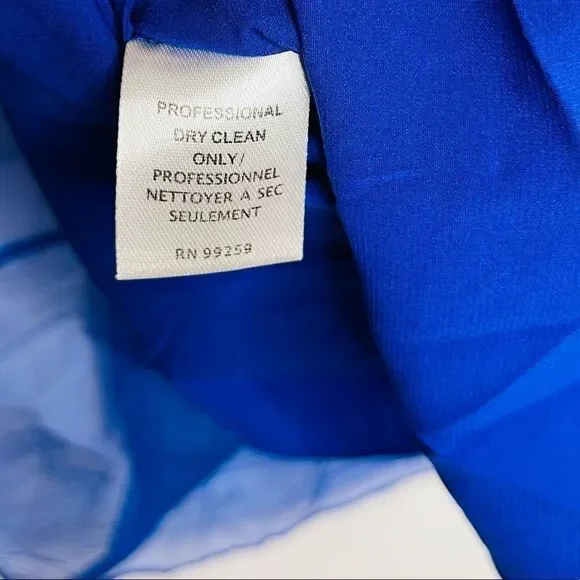 PROFESSIONAL
DRY CLEAN
ONLY/
PROFESSIONNEL
NETTOYER A SEC
SEULEMENT
RN 99259